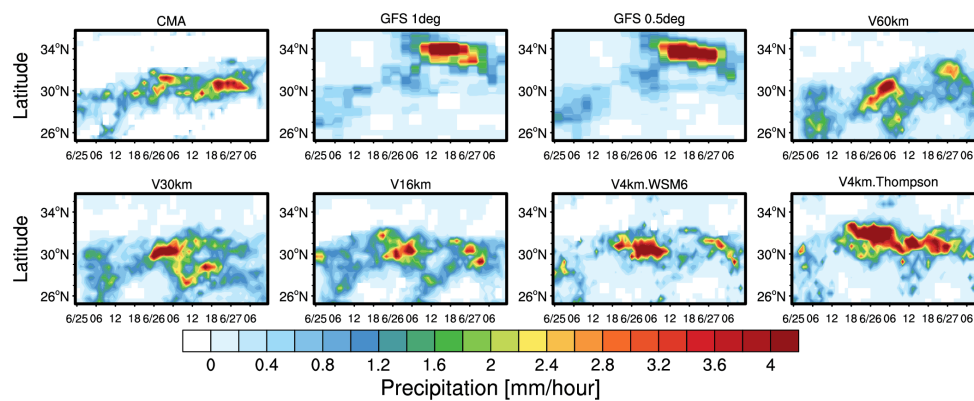 CMA
GFS 1deg
GFS 0.5deg
V60km
Latitude
34°N
30°N
26°N
6/25 06 12 18 6/26 06 12 18 6/27 06
6/25 06 12 18 6/26 06 12 18 6/27 06
6/25 06 12 18 6/26 06 12 18 6/27 06
6/25 06 12 18 6/26 06 12 18 6/27 06
34°N
30°N
26°N
34°N
30°N
26°N
34°N
30°N
26°N
V30km
V16km
V4km.WSM6
V4km.Thompson
Latitude
34°N
30°N
26°N
34°N
30°N
26°N
34°N
30°N
26°N
34°N
30°N
26°N
6/25 06 12 18 6/26 06 12 18 6/27 06
6/25 06 12 18 6/26 06 12 18 6/27 06
6/25 06 12 18 6/26 06 12 18 6/27 06
6/25 06 12 18 6/26 06 12 18 6/27 06
0 0.4 0.8 1.2 1.6 2 2.4 2.8 3.2 3.6 4
Precipitation [mm/hour]